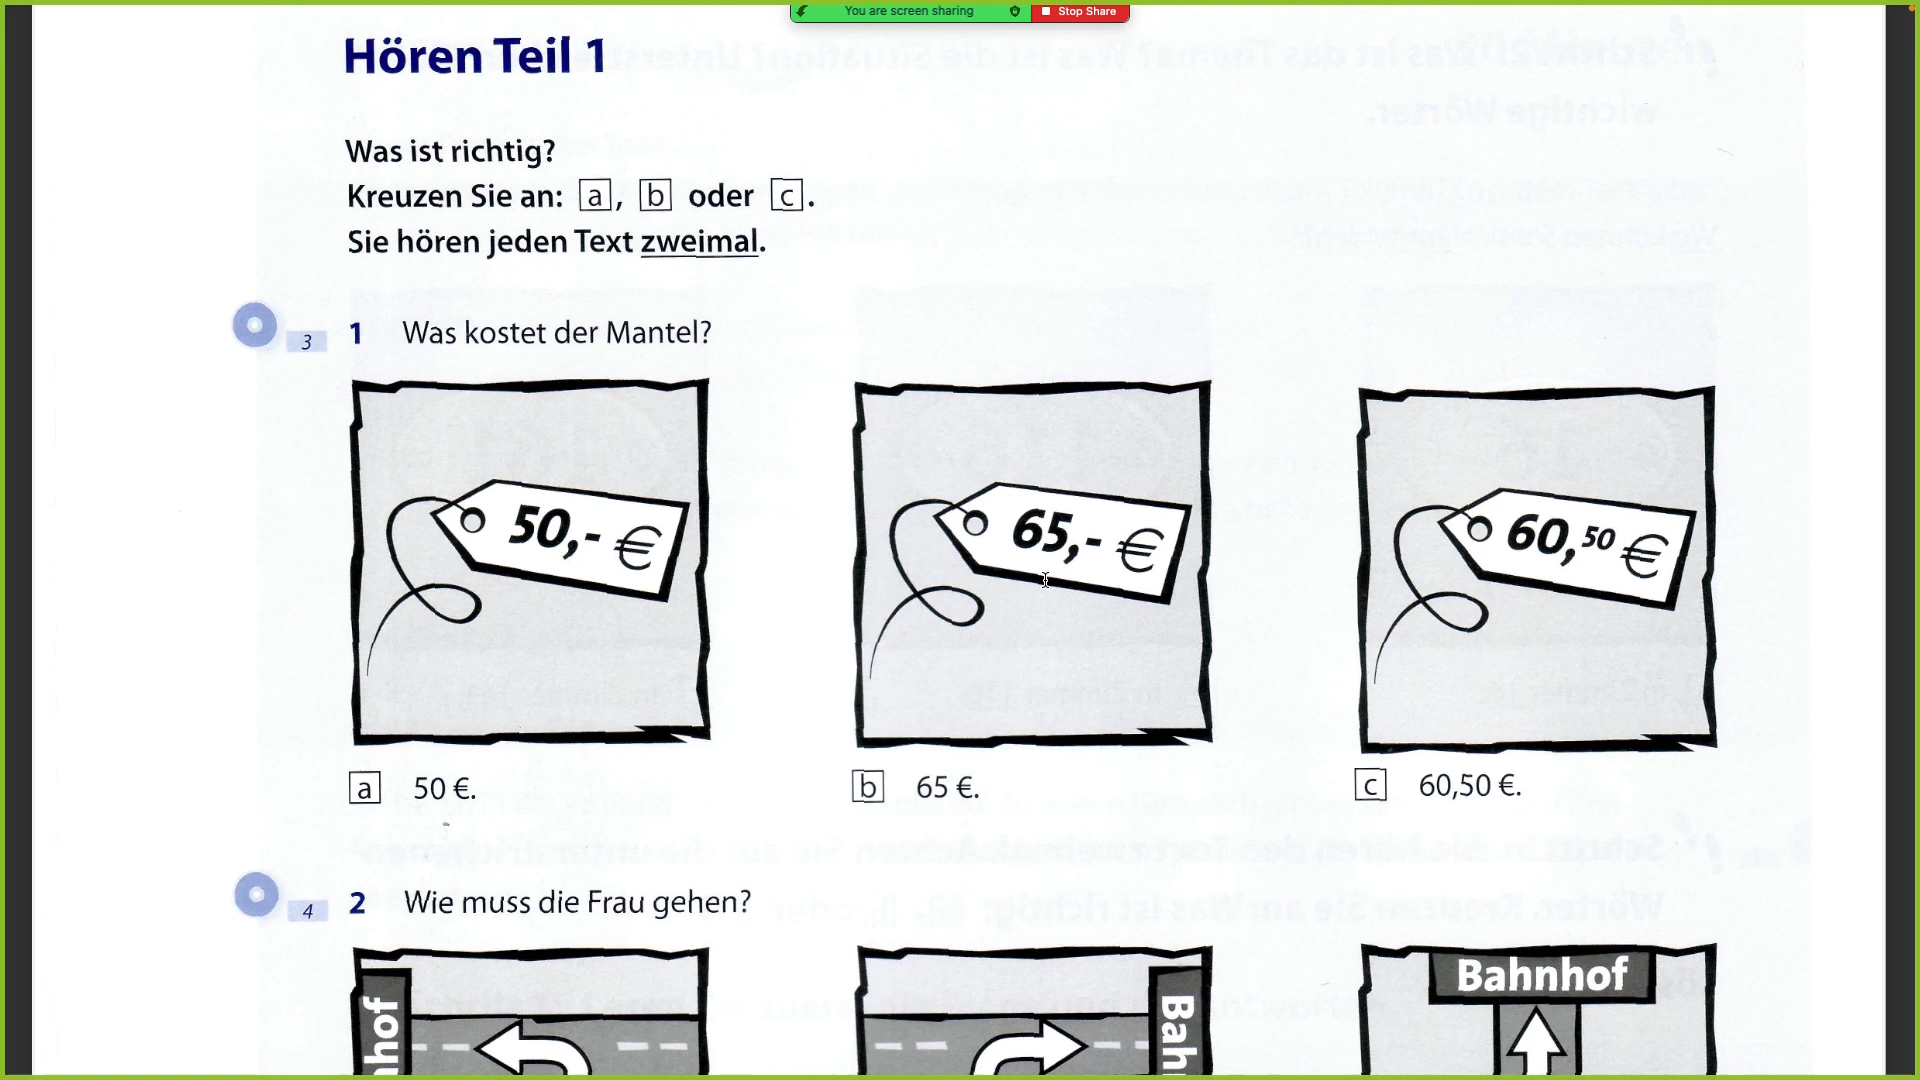 You are screen sharing
Stop Share
Hören Teil 1
Was ist richtig?
Kreuzen Sie an: a, b oder c.
Sie hören jeden Text zweimal.
3 1 Was kostet der Mantel?
50,- €
65,- €
60,50 €
a 50 €.
b 65 €.
c 60,50 €.
4 2 Wie muss die Frau gehen?
nhof
Bah
Bahnhof